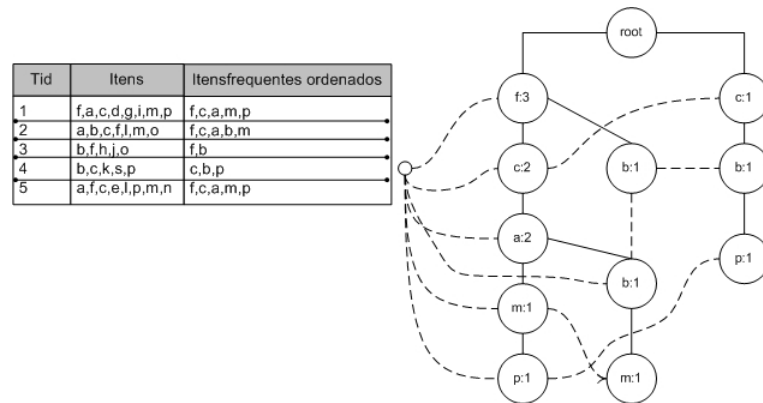 Tid Itens Itensfrequentes ordenados
1 f,a,c,d,g,i,m,p f,c,a,m,p
2 a,b,c,f,l,m,o f,c,a,b,m
3 b,f,h,j,o f,b
4 b,c,k,s,p c,b,p
5 a,f,c,e,l,p,m,n f,c,a,m,p
root
f:3 c:1
c:2 b:1 b:1
a:2 p:1
b:1
m:1
p:1 m:1